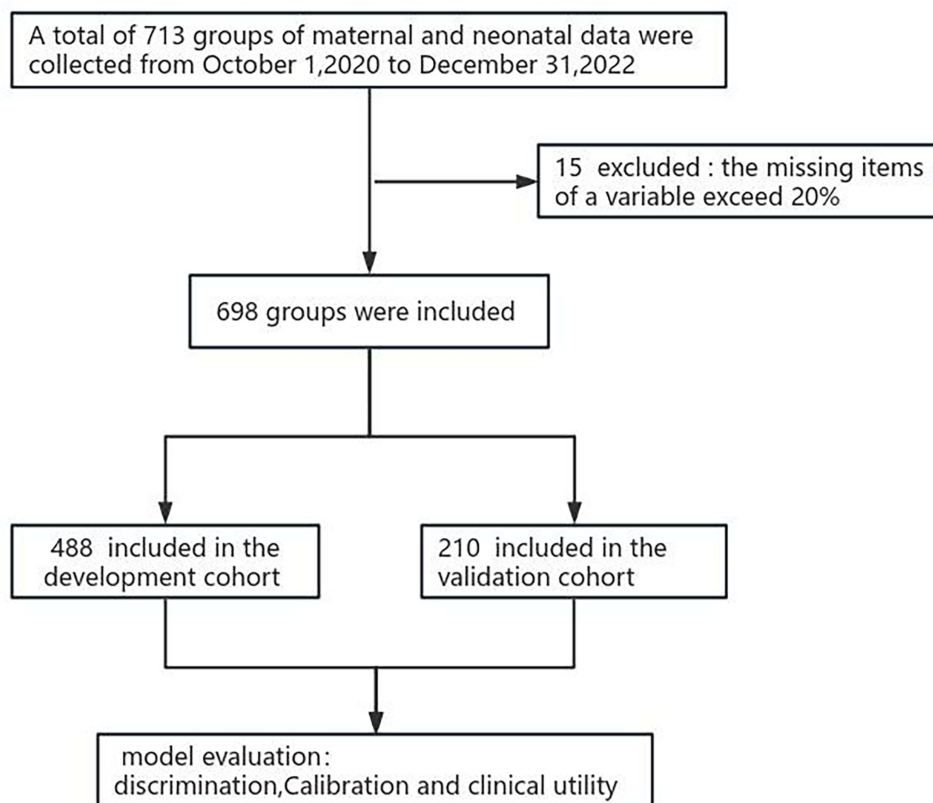 A total of 713 groups of maternal and neonatal data were
collected from October 1,2020 to December 31,2022
15 excluded : the missing items
of a variable exceed 20%
698 groups were included
488 included in the
development cohort
210 included in the
validation cohort
model evaluation:
discrimination,Calibration and clinical utility